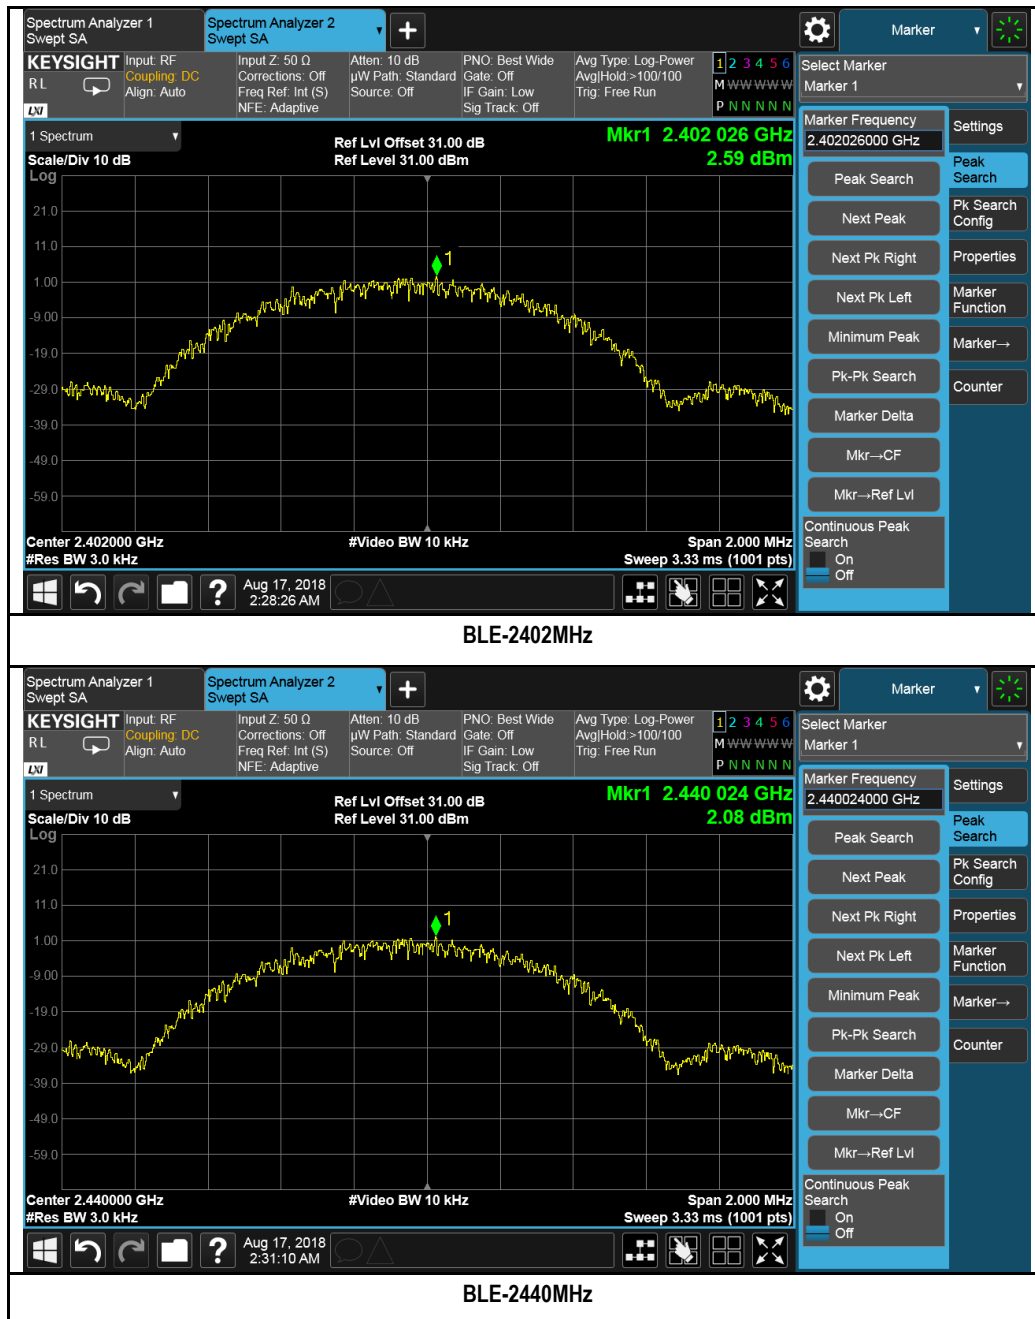 Spectrum Analyzer 1
Swept SA
Spectrum Analyzer 2
Swept SA
Marker
KEYSIGHT
RL
LXI
Input: RF
Coupling: DC
Align: Auto
Input Z: 50 Ω
Corrections: Off
Freq Ref: Int (S)
NFE: Adaptive
Atten: 10 dB
µW Path: Standard
Source: Off
PNO: Best Wide
Gate: Off
IF Gain: Low
Sig Track: Off
Avg Type: Log-Power
Avg|Hold:>100/100
Trig: Free Run
1 2 3 4 5 6
M W W W W W
P N N N N N
Select Marker
Marker 1
1 Spectrum
Scale/Div 10 dB
Log
Ref Lvl Offset 31.00 dB
Ref Level 31.00 dBm
Mkr1 2.402 026 GHz
2.59 dBm
21.0
11.0
1.00
-9.00
-19.0
-29.0
-39.0
-49.0
-59.0
1
Center 2.402000 GHz
#Res BW 3.0 kHz
#Video BW 10 kHz
Span 2.000 MHz
Sweep 3.33 ms (1001 pts)
Marker Frequency
2.402026000 GHz
Peak Search
Next Peak
Next Pk Right
Next Pk Left
Minimum Peak
Pk-Pk Search
Marker Delta
Mkr→CF
Mkr→Ref Lvl
Continuous Peak
Search
On
Off
Settings
Peak
Search
Pk Search
Config
Properties
Marker
Function
Marker→
Counter
?
Aug 17, 2018
2:28:26 AM
BLE-2402MHz
Spectrum Analyzer 1
Swept SA
Spectrum Analyzer 2
Swept SA
Marker
KEYSIGHT
RL
LXI
Input: RF
Coupling: DC
Align: Auto
Input Z: 50 Ω
Corrections: Off
Freq Ref: Int (S)
NFE: Adaptive
Atten: 10 dB
µW Path: Standard
Source: Off
PNO: Best Wide
Gate: Off
IF Gain: Low
Sig Track: Off
Avg Type: Log-Power
Avg|Hold:>100/100
Trig: Free Run
1 2 3 4 5 6
M W W W W W
P N N N N N
Select Marker
Marker 1
1 Spectrum
Scale/Div 10 dB
Log
Ref Lvl Offset 31.00 dB
Ref Level 31.00 dBm
Mkr1 2.440 024 GHz
2.08 dBm
21.0
11.0
1.00
-9.00
-19.0
-29.0
-39.0
-49.0
-59.0
1
Center 2.440000 GHz
#Res BW 3.0 kHz
#Video BW 10 kHz
Span 2.000 MHz
Sweep 3.33 ms (1001 pts)
Marker Frequency
2.440024000 GHz
Peak Search
Next Peak
Next Pk Right
Next Pk Left
Minimum Peak
Pk-Pk Search
Marker Delta
Mkr→CF
Mkr→Ref Lvl
Continuous Peak
Search
On
Off
Settings
Peak
Search
Pk Search
Config
Properties
Marker
Function
Marker→
Counter
?
Aug 17, 2018
2:31:10 AM
BLE-2440MHz